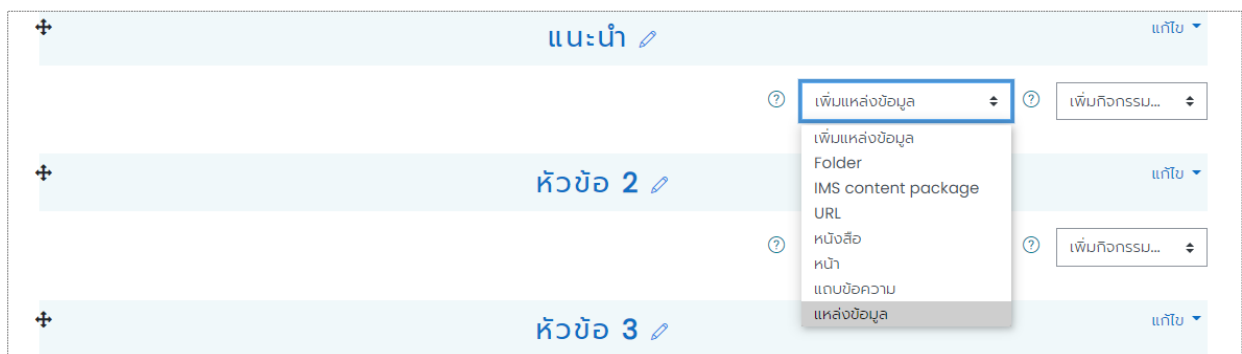 แนะนำ
แก้ไข
เพิ่มแหล่งข้อมูล
เพิ่มกิจกรรม...
เพิ่มแหล่งข้อมูล
Folder
IMS content package
URL
หนังสือ
หน้า
แถบข้อความ
แหล่งข้อมูล
หัวข้อ 2
แก้ไข
เพิ่มกิจกรรม...
หัวข้อ 3
แก้ไข